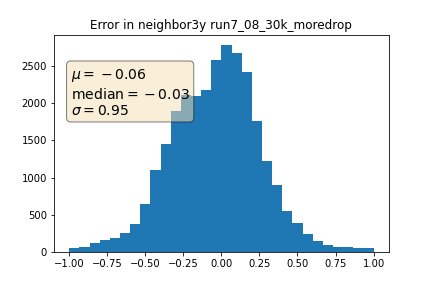 Error in neighbor3y run7_08_30k_moredrop
μ = −0.06
median = −0.03
σ = 0.95
2500
2000
1500
1000
500
0
−1.00 −0.75 −0.50 −0.25 0.00 0.25 0.50 0.75 1.00